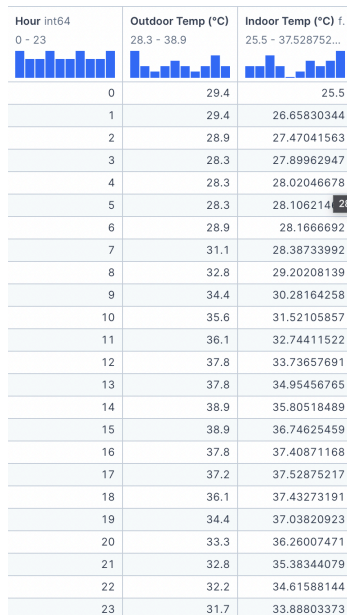 Hour int64 Outdoor Temp (°C) Indoor Temp (°C) f.
0 - 23 28.3 - 38.9 25.5 - 37.528752...
0 29.4 25.5
1 29.4 26.65830344
2 28.9 27.47041563
3 28.3 27.89962947
4 28.3 28.02046678
5 28.3 28.106214
6 28.9 28.1666692
7 31.1 28.38733992
8 32.8 29.20208139
9 34.4 30.28164258
10 35.6 31.52105857
11 36.1 32.74411522
12 37.8 33.73657691
13 37.8 34.95456765
14 38.9 35.80518489
15 38.9 36.74625459
16 37.8 37.40871168
17 37.2 37.52875217
18 36.1 37.43273191
19 34.4 37.03820923
20 33.3 36.26007471
21 32.8 35.38344079
22 32.2 34.61588144
23 31.7 33.88803373